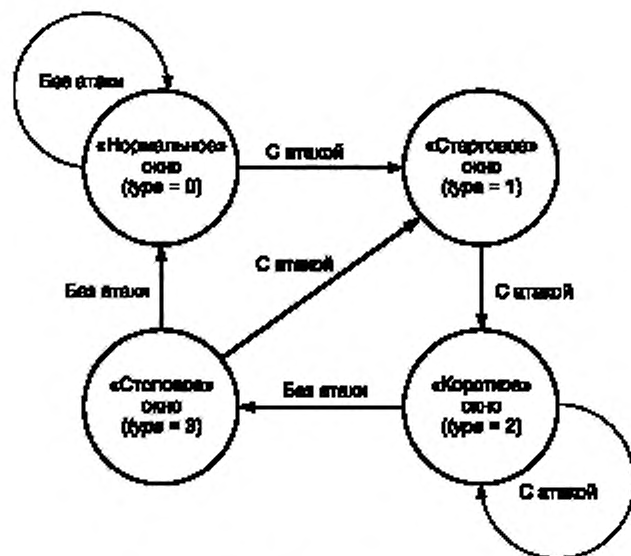 Без атаки
«Нормальное»
окно
(type = 0)
С атакой
«Стартовое»
окно
(type = 1)
Без атаки
С атакой
С атакой
«Стоповое»
окно
(type = 3)
Без атаки
«Короткое»
окно
(type = 2)
С атакой